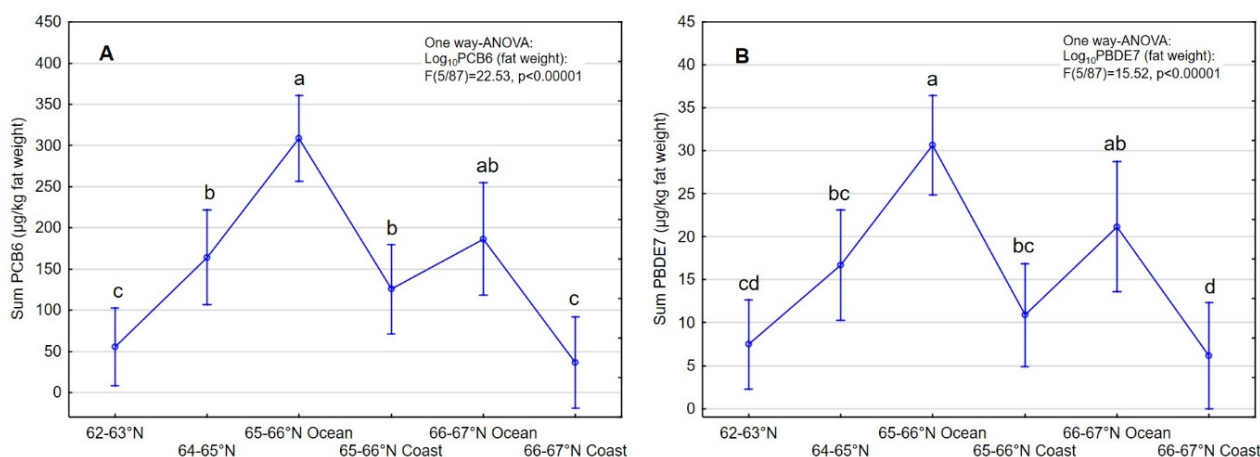 A
One way-ANOVA:
Log₁₀PCB6 (fat weight):
F(5/87)=22.53, p<0.00001
Sum PCB6 (µg/kg fat weight)
450
400
350
300
250
200
150
100
50
0
c
b
a
b
ab
c
62-63°N
64-65°N
65-66°N Ocean
65-66°N Coast
66-67°N Ocean
66-67°N Coast
B
One way-ANOVA:
Log₁₀PBDE7 (fat weight):
F(5/87)=15.52, p<0.00001
Sum PBDE7 (µg/kg fat weight)
45
40
35
30
25
20
15
10
5
0
cd
bc
a
bc
ab
d
62-63°N
64-65°N
65-66°N Ocean
65-66°N Coast
66-67°N Ocean
66-67°N Coast